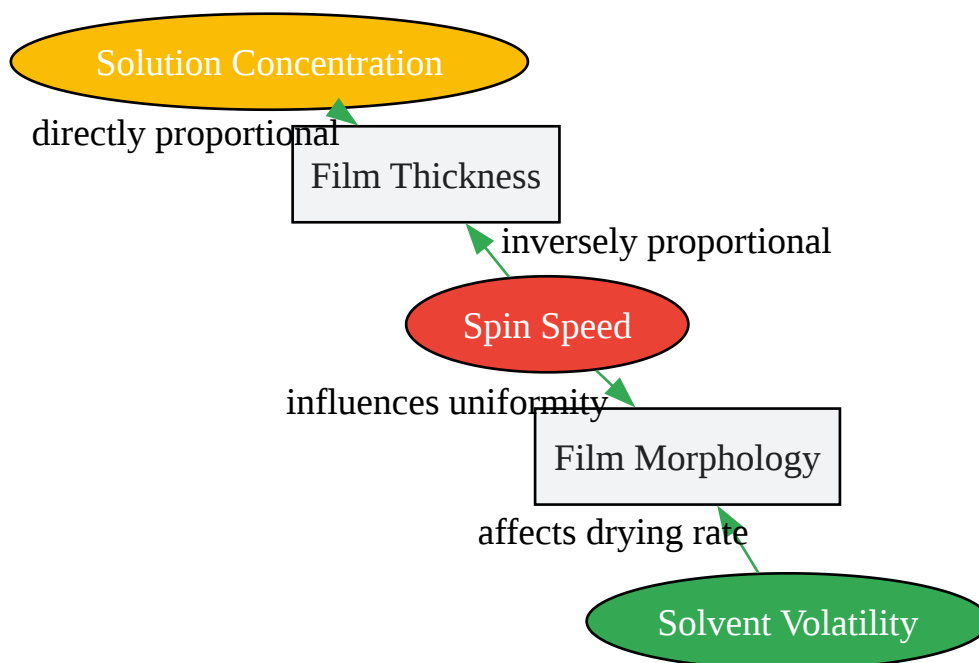 Solution Concentration
directly proportional
Film Thickness
inversely proportional
Spin Speed
influences uniformity
Film Morphology
affects drying rate
Solvent Volatility